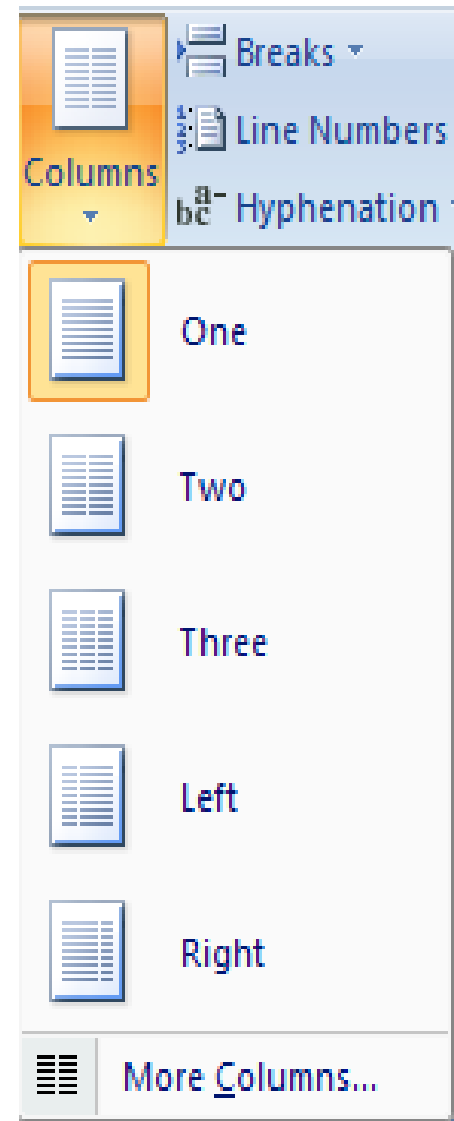 Columns
Breaks
Line Numbers
Hyphenation
One
Two
Three
Left
Right
More Columns...